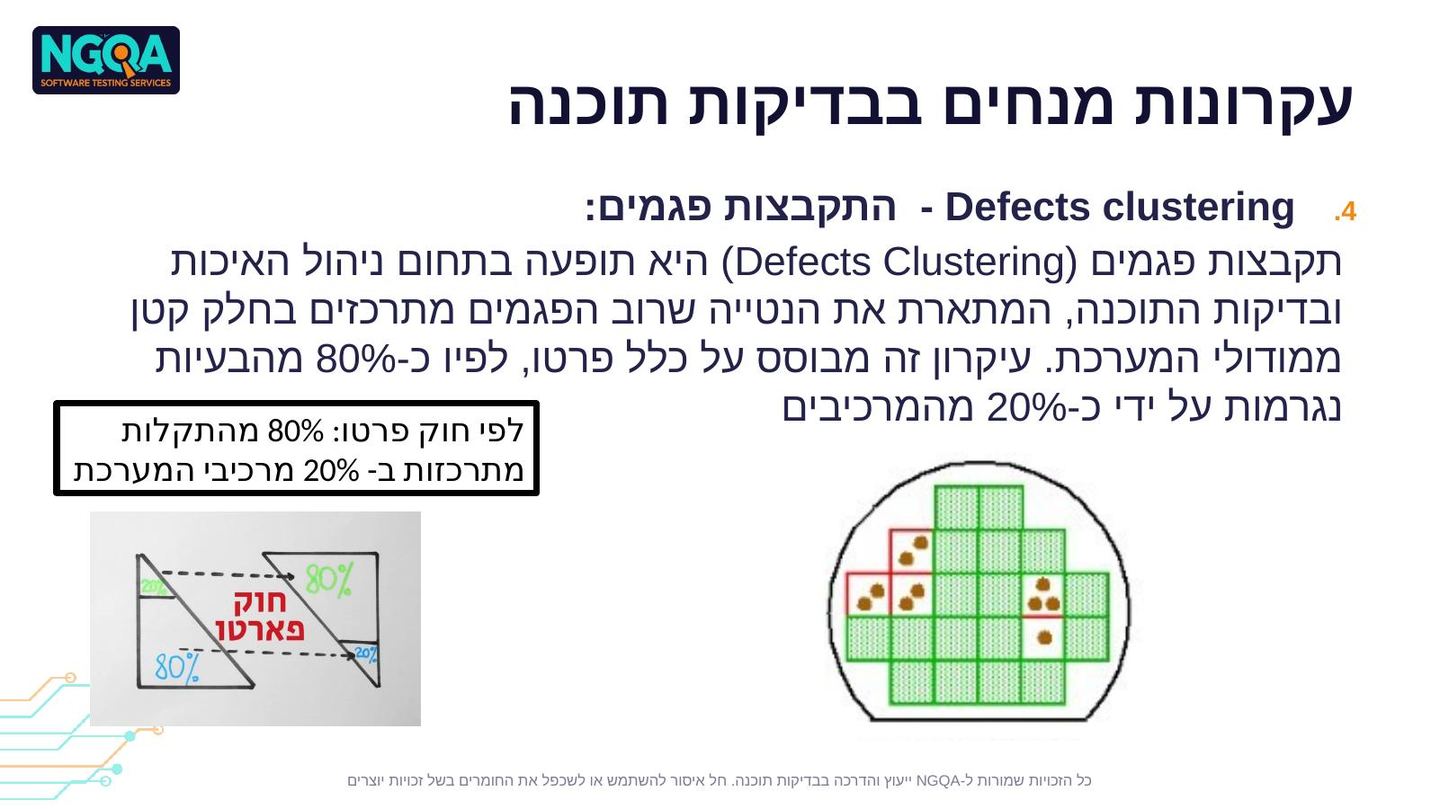 NGQA
SOFTWARE TESTING SERVICES
עקרונות מנחים בבדיקות תוכנה
4. Defects clustering - התקבצות פגמים:
תקבצות פגמים (Defects Clustering) היא תופעה בתחום ניהול האיכות
ובדיקות התוכנה, המתארת את הנטייה שרוב הפגמים מתרכזים בחלק קטן
ממודולי המערכת. עיקרון זה מבוסס על כלל פרטו, לפיו כ-80% מהבעיות
נגרמות על ידי כ-20% מהמרכיבים
לפי חוק פרטו: 80% מהתקלות
מתרכזות ב- 20% מרכיבי המערכת
20%
80%
חוק
פארטו
80%
20%
כל הזכויות שמורות ל-NGQA ייעוץ והדרכה בבדיקות תוכנה. חל איסור להשתמש או לשכפל את החומרים בשל זכויות יוצרים